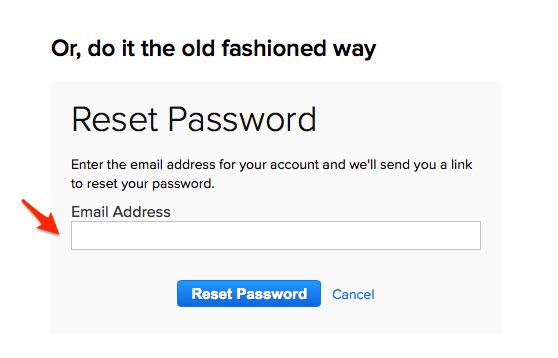 Or, do it the old fashioned way
Reset Password
Enter the email address for your account and we'll send you a link
to reset your password.
Email Address
Reset Password Cancel